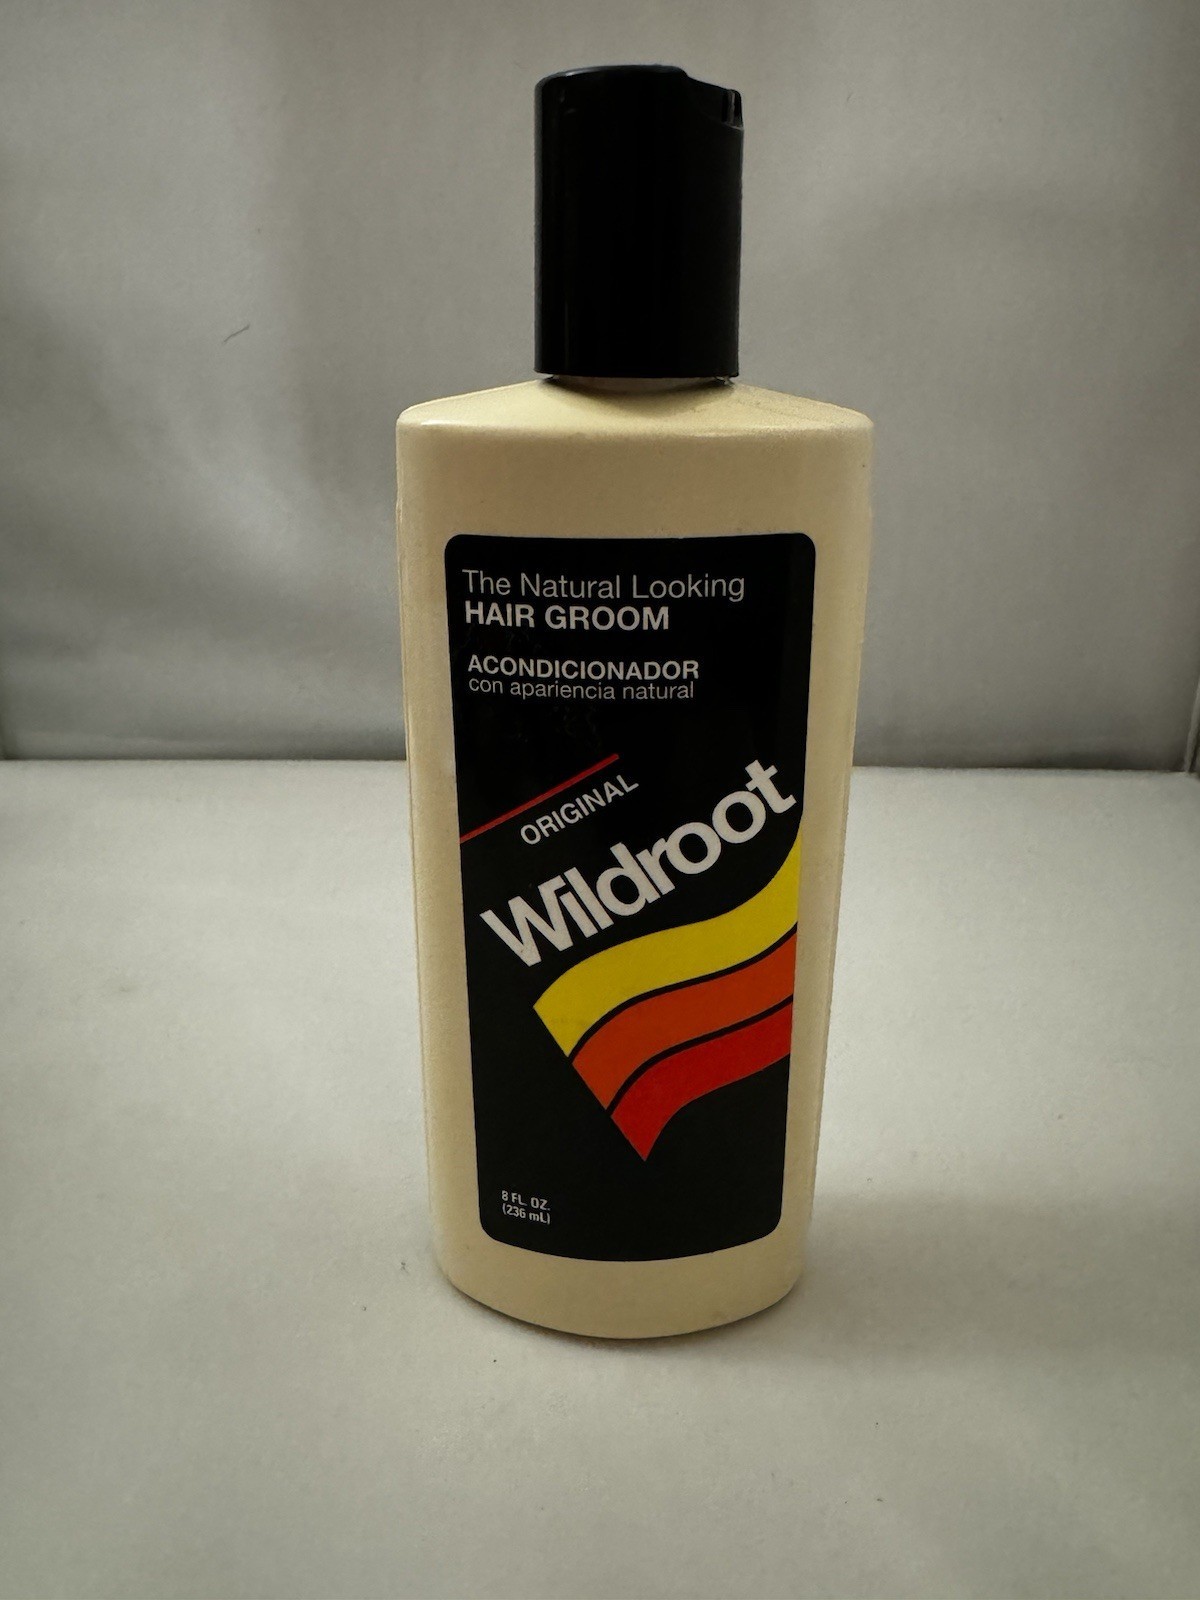 The Natural Looking
HAIR GROOM
ACONDICIONADOR
con apariencia natural
ORIGINAL
Wildroot
8 FL. OZ.
(236 mL)